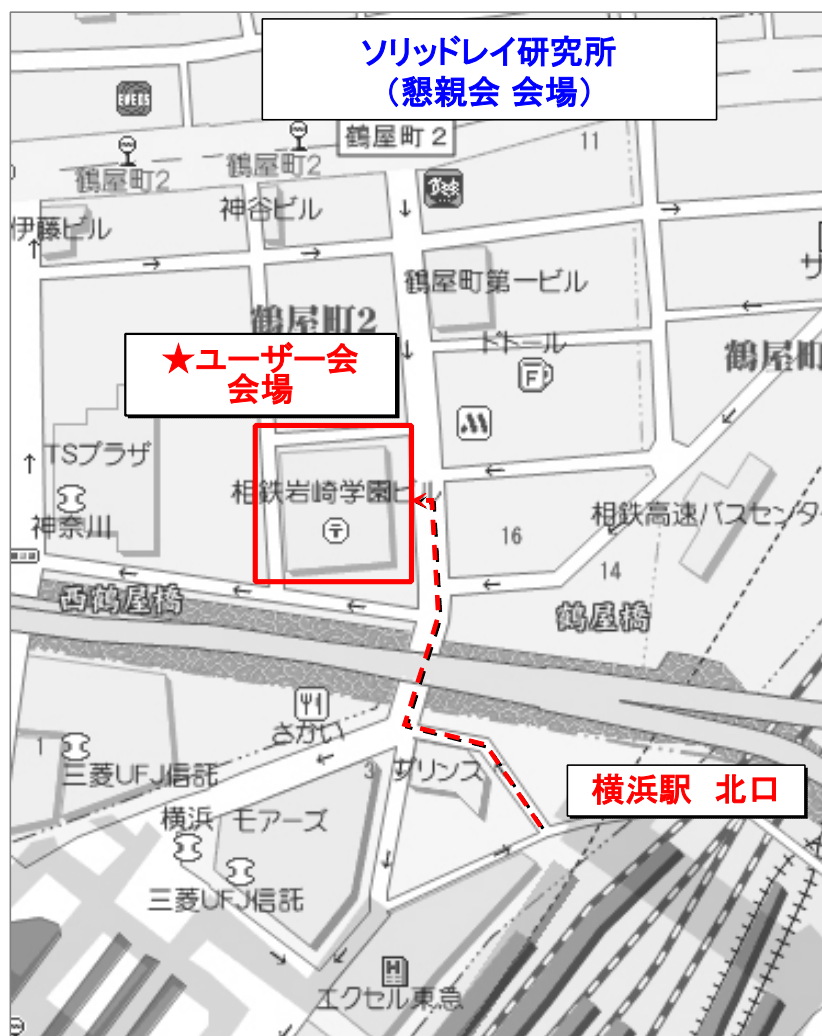 ソリッドレイ研究所
（懇親会 会場）
ENEOS
鶴屋町２
11
鶴屋町2
鶴屋町2
神谷ビル
伊藤ビル
サ
鶴屋町第一ビル
鶴屋町2
ドトール
鶴屋町
★ユーザー会
会場
F
TSプラザ
相鉄岩崎学園ビル
〒
神奈川
16
相鉄高速バスセンター
14
西鶴屋橋
鶴屋橋
さかい
1
三菱UFJ信託
3
ザリンス
横浜駅　北口
横浜 モアーズ
三菱UFJ信託
H
エクセル東急